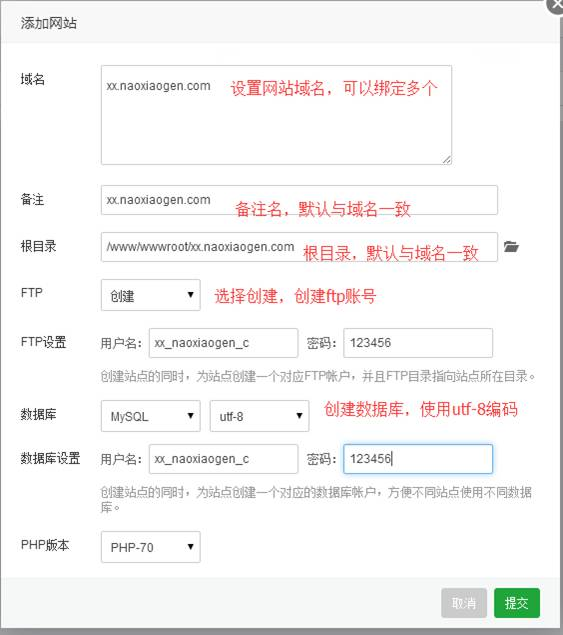 添加网站
域名
xx.naoxiaogen.com
设置网站域名，可以绑定多个
备注
xx.naoxiaogen.com
备注名，默认与域名一致
根目录
/www/wwwroot/xx.naoxiaogen.com
根目录，默认与域名一致
FTP
创建
选择创建，创建ftp账号
FTP设置
用户名：
xx_naoxiaogen_c
密码：
123456
创建站点的同时，为站点创建一个对应FTP帐户，并且FTP目录指向站点所在目录。
数据库
MySQL
utf-8
创建数据库，使用utf-8编码
数据库设置
用户名：
xx_naoxiaogen_c
密码：
123456
创建站点的同时，为站点创建一个对应的数据库帐户，方便不同站点使用不同数据
库。
PHP版本
PHP-70
取消
提交